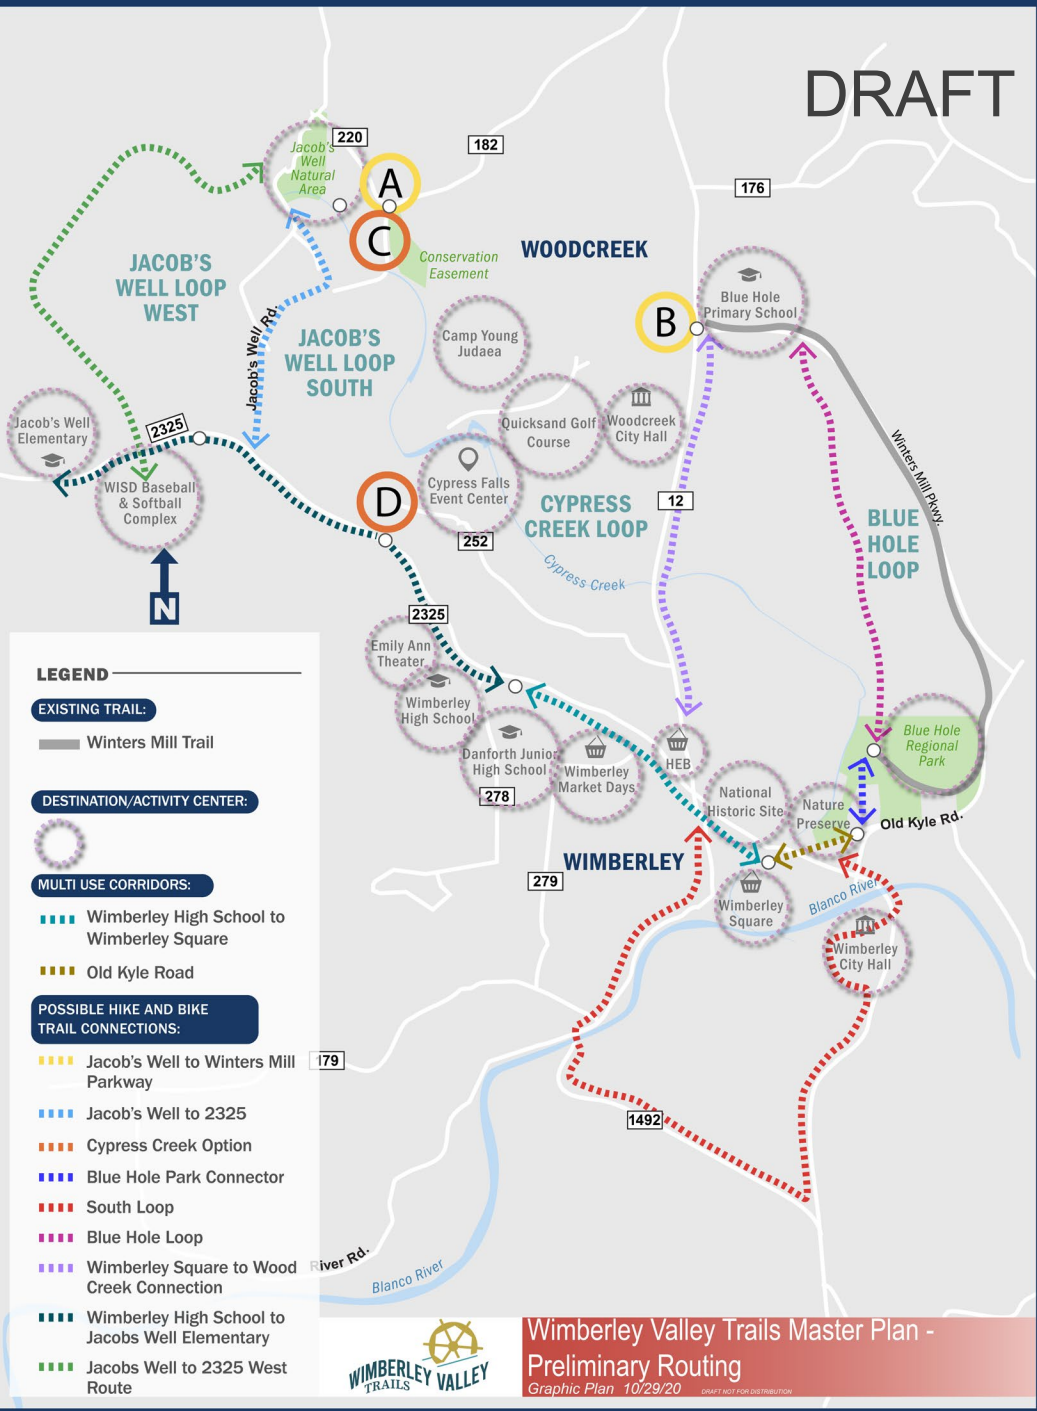 DRAFT
220
182
176
Jacob's
Well
Natural
Area
A
C
Conservation
Easement
WOODCREEK
JACOB'S
WELL LOOP
WEST
Jacob's Well Rd.
JACOB'S
WELL LOOP
SOUTH
Camp Young
Judaea
B
Blue Hole
Primary School
Jacob's Well
Elementary
2325
WISD Baseball
& Softball
Complex
N
Quicksand Golf
Course
Woodcreek
City Hall
Cypress Falls
Event Center
D
252
CYPRESS
CREEK LOOP
Cypress Creek
12
Winters Mill Pkwy.
BLUE
HOLE
LOOP
2325
Emily Ann
Theater
Wimberley
High School
Danforth Junior
High School
278
Wimberley
Market Days
HEB
National
Historic Site
Nature
Preserve
Blue Hole
Regional
Park
Old Kyle Rd.
WIMBERLEY
279
Wimberley
Square
Blanco River
Wimberley
City Hall
179
1492
River Rd.
Blanco River
LEGEND
EXISTING TRAIL:
Winters Mill Trail
DESTINATION/ACTIVITY CENTER:
MULTI USE CORRIDORS:
Wimberley High School to
Wimberley Square
Old Kyle Road
POSSIBLE HIKE AND BIKE
TRAIL CONNECTIONS:
Jacob's Well to Winters Mill
Parkway
Jacob's Well to 2325
Cypress Creek Option
Blue Hole Park Connector
South Loop
Blue Hole Loop
Wimberley Square to Wood
Creek Connection
Wimberley High School to
Jacobs Well Elementary
Jacobs Well to 2325 West
Route
WIMBERLEY VALLEY
TRAILS
Wimberley Valley Trails Master Plan -
Preliminary Routing
Graphic Plan 10/29/20 DRAFT NOT FOR DISTRIBUTION